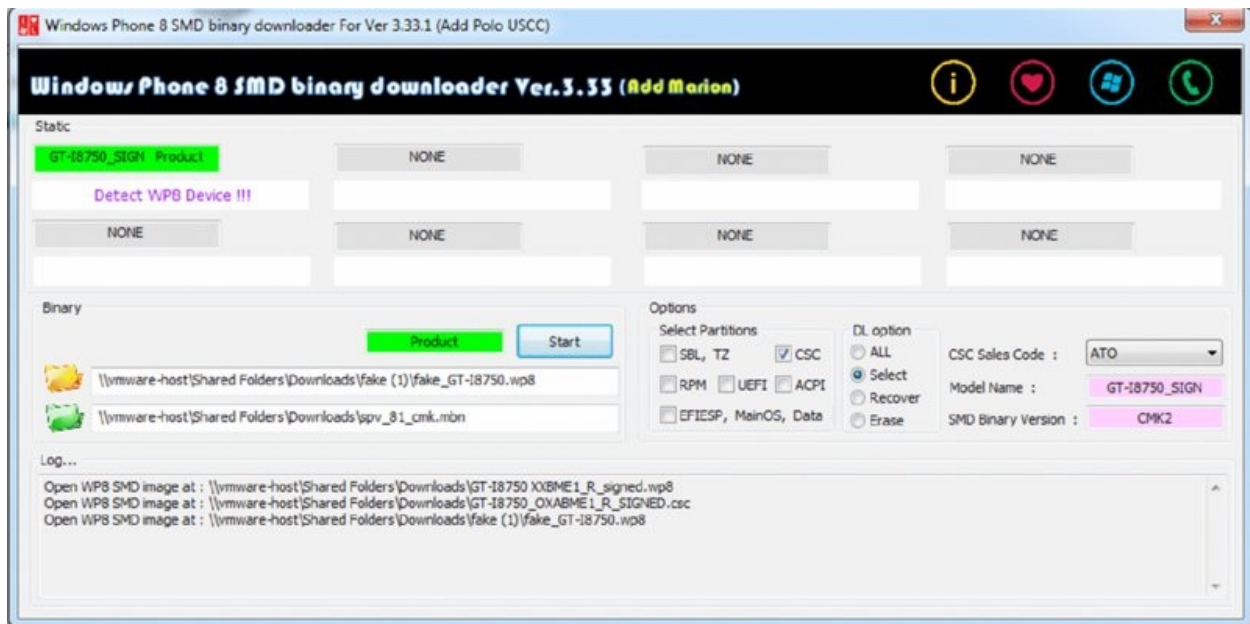 Windows Phone 8 SMD binary downloader For Ver 3.33.1 (Add Polo USCC)
Windows Phone 8 SMD binary downloader Ver.3.33 (Add Marion)
Static
GT-I8750_SIGN Product NONE NONE NONE
Detect WP8 Device !!!
NONE NONE NONE NONE
Binary
Product Start
\\vmware-host\Shared Folders\Downloads\fake (1)\fake_GT-I8750.wp8
\\vmware-host\Shared Folders\Downloads\spv_81_cmk.mbn
Options
Select Partitions
SBL, TZ CSC
RPM UEFI ACPI
EFIESP, MainOS, Data
DL option
ALL
Select
Recover
Erase
CSC Sales Code : ATO
Model Name : GT-I8750_SIGN
SMD Binary Version : CMK2
Log...
Open WP8 SMD image at : \\vmware-host\Shared Folders\Downloads\GT-I8750 XXBME1_R_signed.wp8
Open WP8 SMD image at : \\vmware-host\Shared Folders\Downloads\GT-I8750_OXABME1_R_SIGNED.csc
Open WP8 SMD image at : \\vmware-host\Shared Folders\Downloads\fake (1)\fake_GT-I8750.wp8